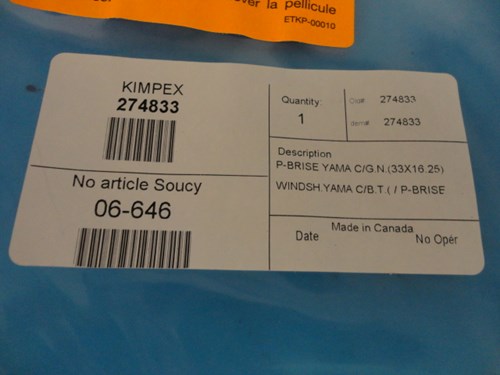 ver la pellicule
ETKP-00010
KIMPEX
274833
No article Soucy
06-646
Quantity:
1
274833
Item#: 274833
Description
P-BRISE YAMA C/G.N.(33X16.25)
WINDSH.YAMA C/B.T.( / P-BRISE
Made in Canada
Date
No Opér